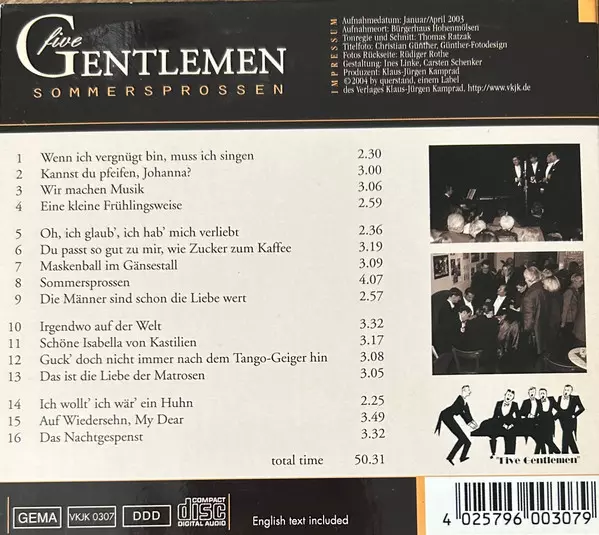 five
GENTLEMEN
SOMMERSPROSSEN
IMPRESSUM
Aufnahmedatum: Januar/April 2003
Aufnahmeort: Bürgerhaus Hohenmölsen
Tonregie und Schnitt: Thomas Ratzak
Titelfoto: Christian Günther, Günther-Fotodesign
Fotos Rückseite: Rüdiger Rothe
Gestaltung: Ines Linke, Carsten Schenker
Produzent: Klaus-Jürgen Kamprad
©2004 by querstand, einem Label
des Verlages Klaus-Jürgen Kamprad, http://www.vkjk.de
1 Wenn ich vergnügt bin, muss ich singen 2.30
2 Kannst du pfeifen, Johanna? 3.00
3 Wir machen Musik 3.06
4 Eine kleine Frühlingsweise 2.59
5 Oh, ich glaub', ich hab' mich verliebt 2.36
6 Du passt so gut zu mir, wie Zucker zum Kaffee 3.19
7 Maskenball im Gänsestall 3.09
8 Sommersprossen 4.07
9 Die Männer sind schon die Liebe wert 2.57
10 Irgendwo auf der Welt 3.32
11 Schöne Isabella von Kastilien 3.17
12 Guck' doch nicht immer nach dem Tango-Geiger hin 3.08
13 Das ist die Liebe der Matrosen 3.05
14 Ich wollt' ich wär' ein Huhn 2.25
15 Auf Wiedersehn, My Dear 3.49
16 Das Nachtgespenst 3.32
total time 50.31
"Five Gentlemen"
GEMA
VKJK 0307
DDD
COMPACT
disc
DIGITAL AUDIO
English text included
4 025796 003079